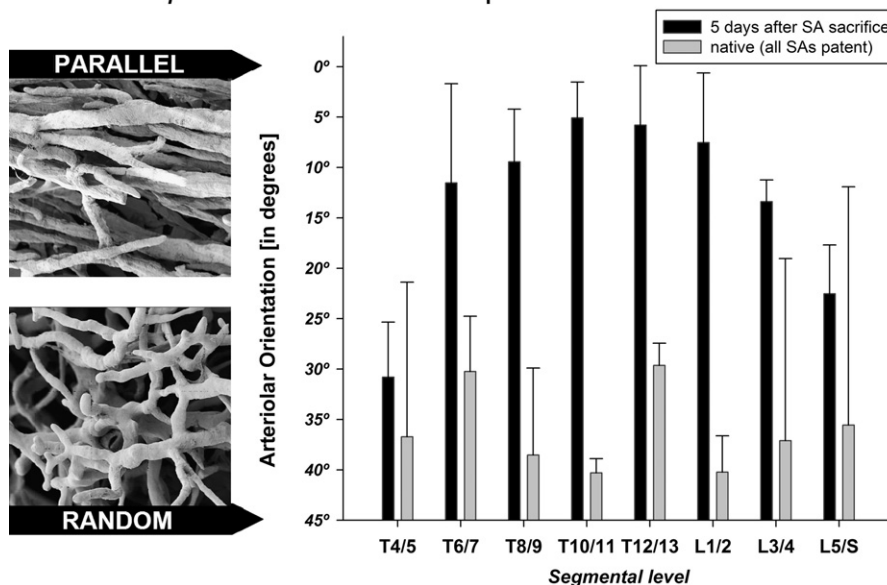 5 days after SA sacrifice
native (all SAs patent)
PARALLEL
RANDOM
Arteriolar Orientation [in degrees]
0º
5º
10º
15º
20º
25º
30º
35º
40º
45º
T4/5 T6/7 T8/9 T10/11 T12/13 L1/2 L3/4 L5/S
Segmental level